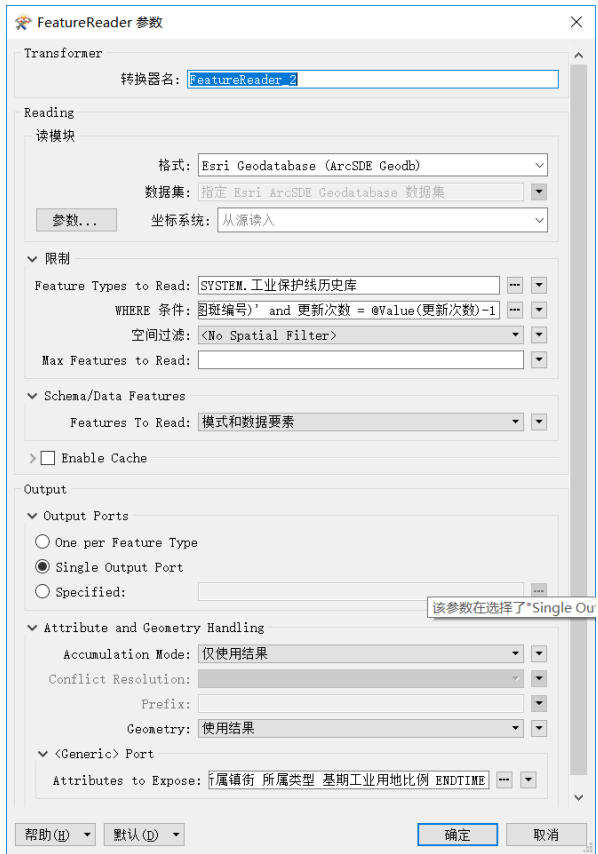 FeatureReader 参数
Transformer
转换器名: FeatureReader_2
Reading
读模块
格式: Esri Geodatabase (ArcSDE Geodb)
数据集: 指定 Esri ArcSDE Geodatabase 数据集
参数... 坐标系统: 从源读入
限制
Feature Types to Read: SYSTEM.工业保护线历史库
WHERE 条件: 图斑编号)' and 更新次数 = @Value(更新次数)-1
空间过滤: <No Spatial Filter>
Max Features to Read:
Schema/Data Features
Features To Read: 模式和数据要素
Enable Cache
Output
Output Ports
One per Feature Type
Single Output Port
Specified:
该参数在选择了"Single Out
Attribute and Geometry Handling
Accumulation Mode: 仅使用结果
Conflict Resolution:
Prefix:
Geometry: 使用结果
<Generic> Port
Attributes to Expose: 所属镇街 所属类型 基期工业用地比例 ENDTIME
帮助(H) 默认(D) 确定 取消